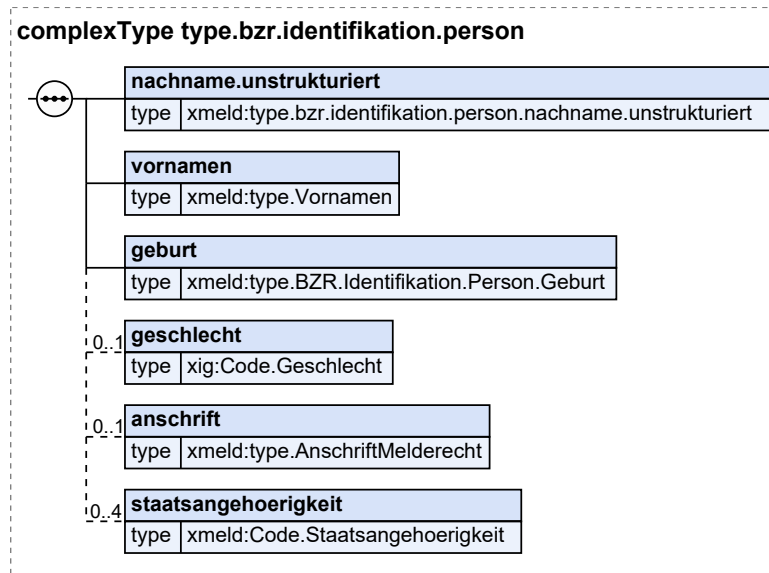 complexType type.bzr.identifikation.person
nachname.unstrukturiert
type xmeld:type.bzr.identifikation.person.nachname.unstrukturiert
vornamen
type xmeld:type.Vornamen
geburt
type xmeld:type.BZR.Identifikation.Person.Geburt
0..1 geschlecht
type xig:Code.Geschlecht
0..1 anschrift
type xmeld:type.AnschriftMelderecht
0..4 staatsangehoerigkeit
type xmeld:Code.Staatsangehoerigkeit